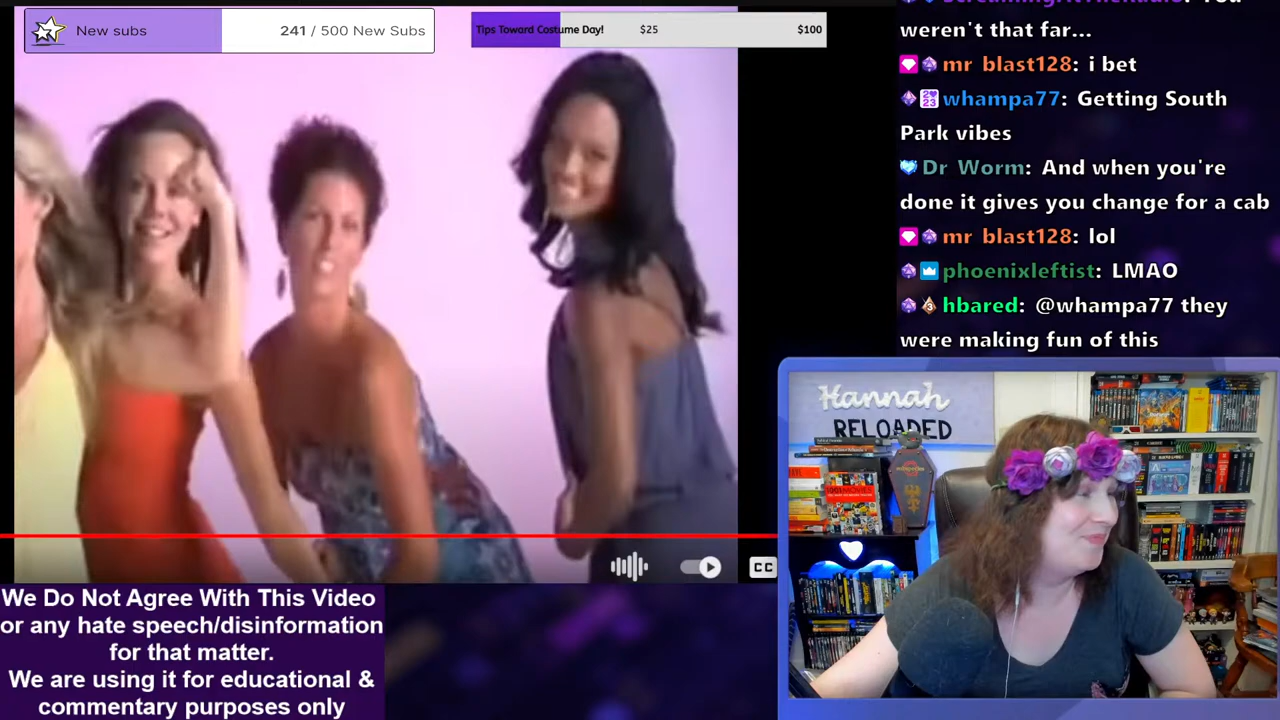 New subs
241 / 500 New Subs
Tips Toward Costume Day!
$25
$100
weren't that far...
mr blast128: i bet
whampa77: Getting South
Park vibes
Dr Worm: And when you're
done it gives you change for a cab
mr blast128: lol
phoenixleftist: LMAO
hbared: @whampa77 they
were making fun of this
CC
Hannah
RELOADED
We Do Not Agree With This Video
or any hate speech/disinformation
for that matter.
We are using it for educational &
commentary purposes only